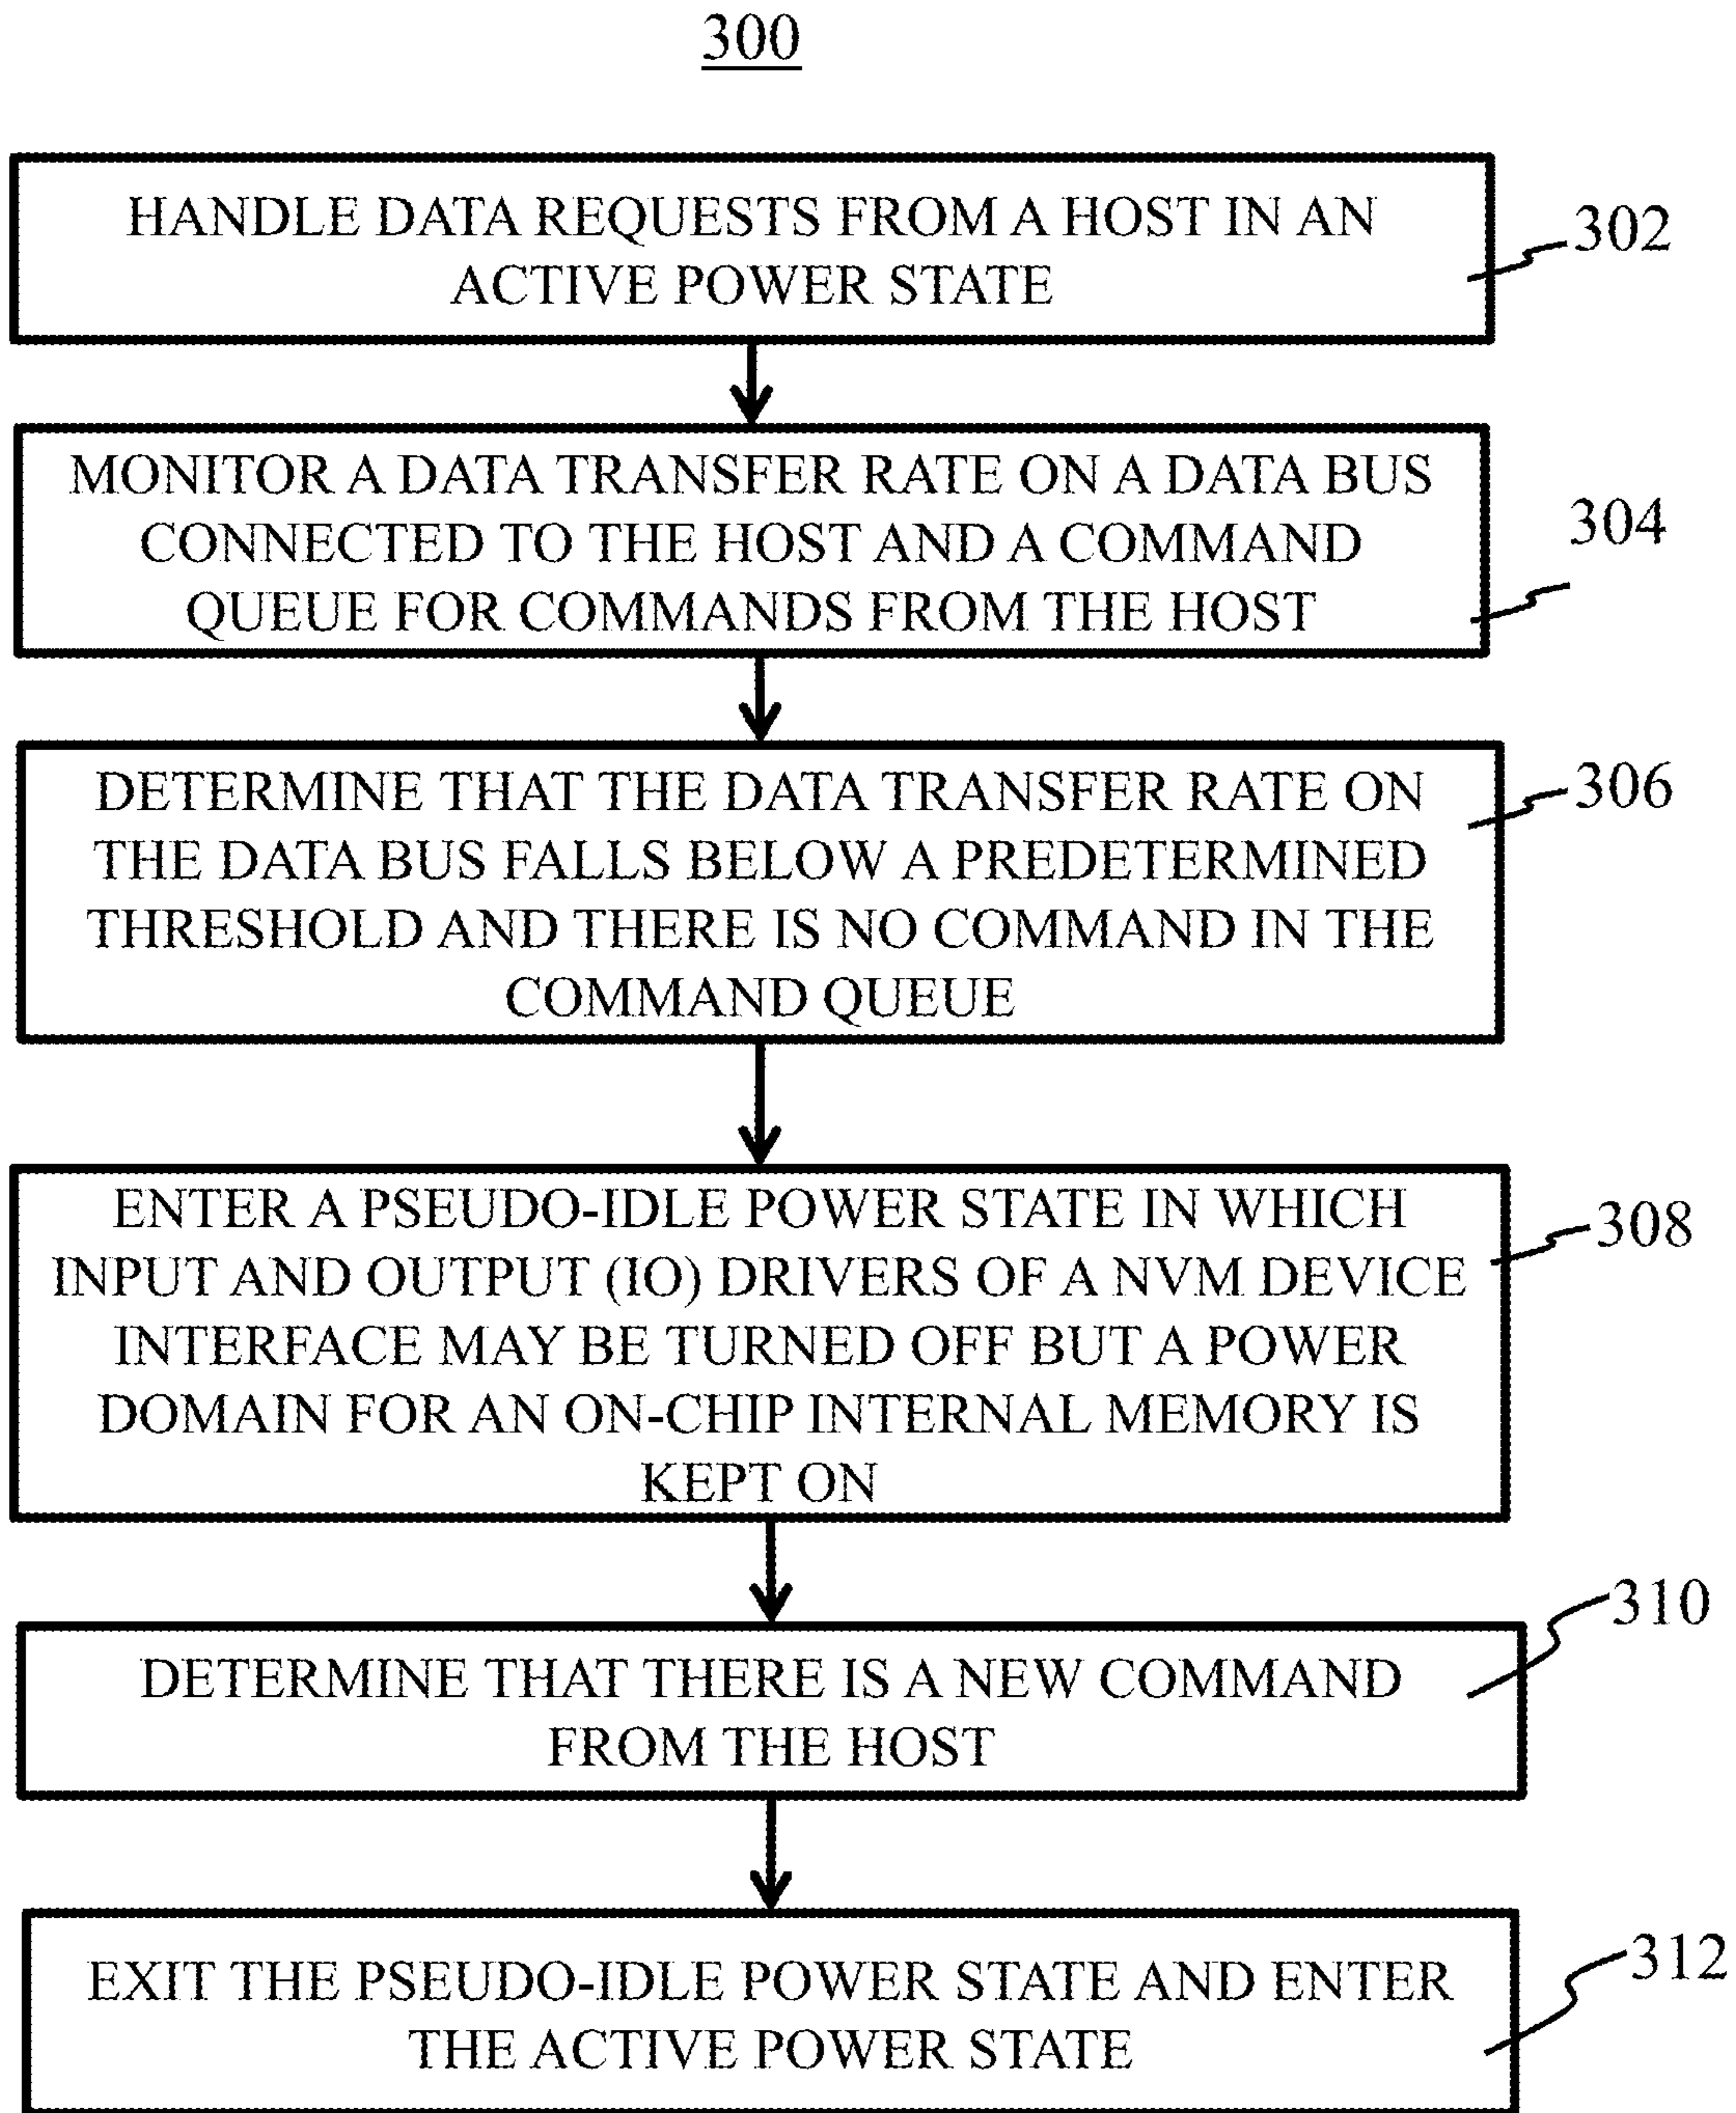 300
HANDLE DATA REQUESTS FROM A HOST IN AN
ACTIVE POWER STATE
302
MONITOR A DATA TRANSFER RATE ON A DATA BUS
CONNECTED TO THE HOST AND A COMMAND
QUEUE FOR COMMANDS FROM THE HOST
304
DETERMINE THAT THE DATA TRANSFER RATE ON
THE DATA BUS FALLS BELOW A PREDETERMINED
THRESHOLD AND THERE IS NO COMMAND IN THE
COMMAND QUEUE
306
ENTER A PSEUDO-IDLE POWER STATE IN WHICH
INPUT AND OUTPUT (IO) DRIVERS OF A NVM DEVICE
INTERFACE MAY BE TURNED OFF BUT A POWER
DOMAIN FOR AN ON-CHIP INTERNAL MEMORY IS
KEPT ON
308
DETERMINE THAT THERE IS A NEW COMMAND
FROM THE HOST
310
EXIT THE PSEUDO-IDLE POWER STATE AND ENTER
THE ACTIVE POWER STATE
312